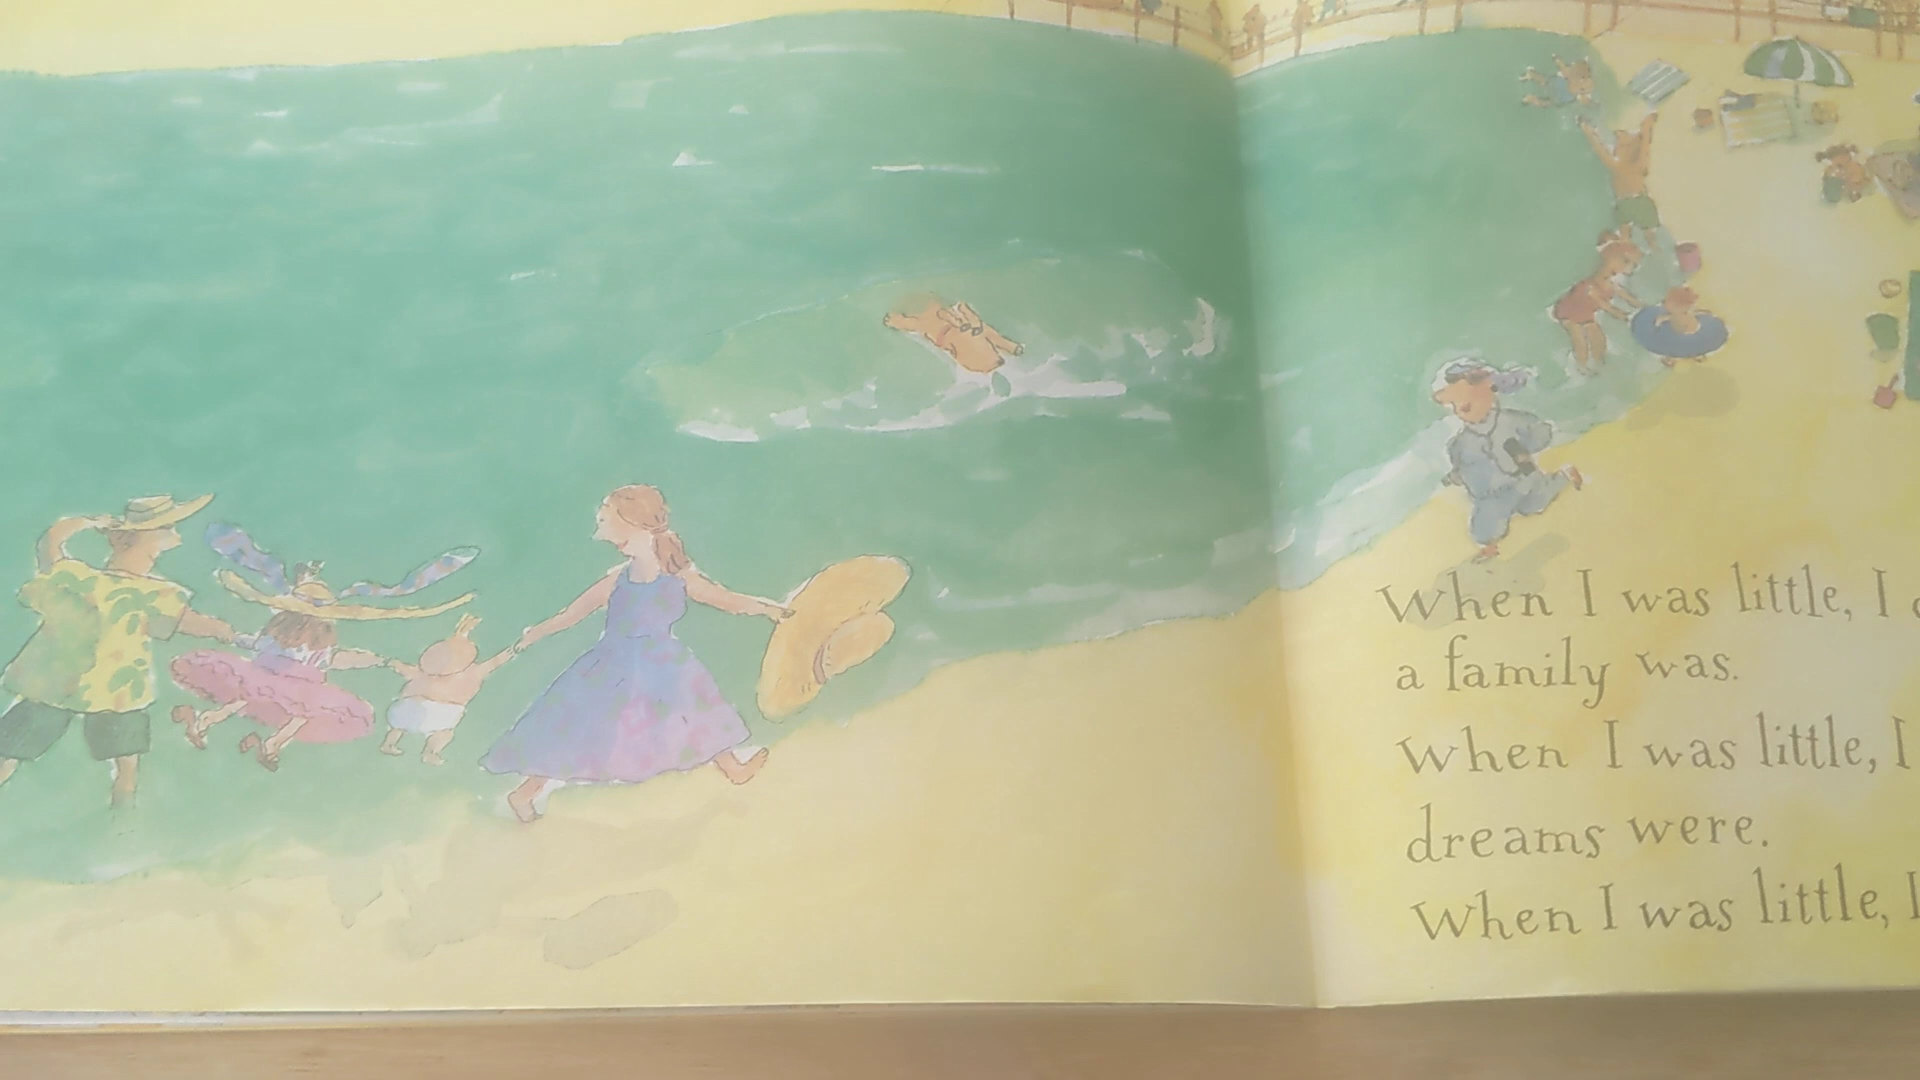 When I was little, I
a family was.
When I was little, I
dreams were.
When I was little, I